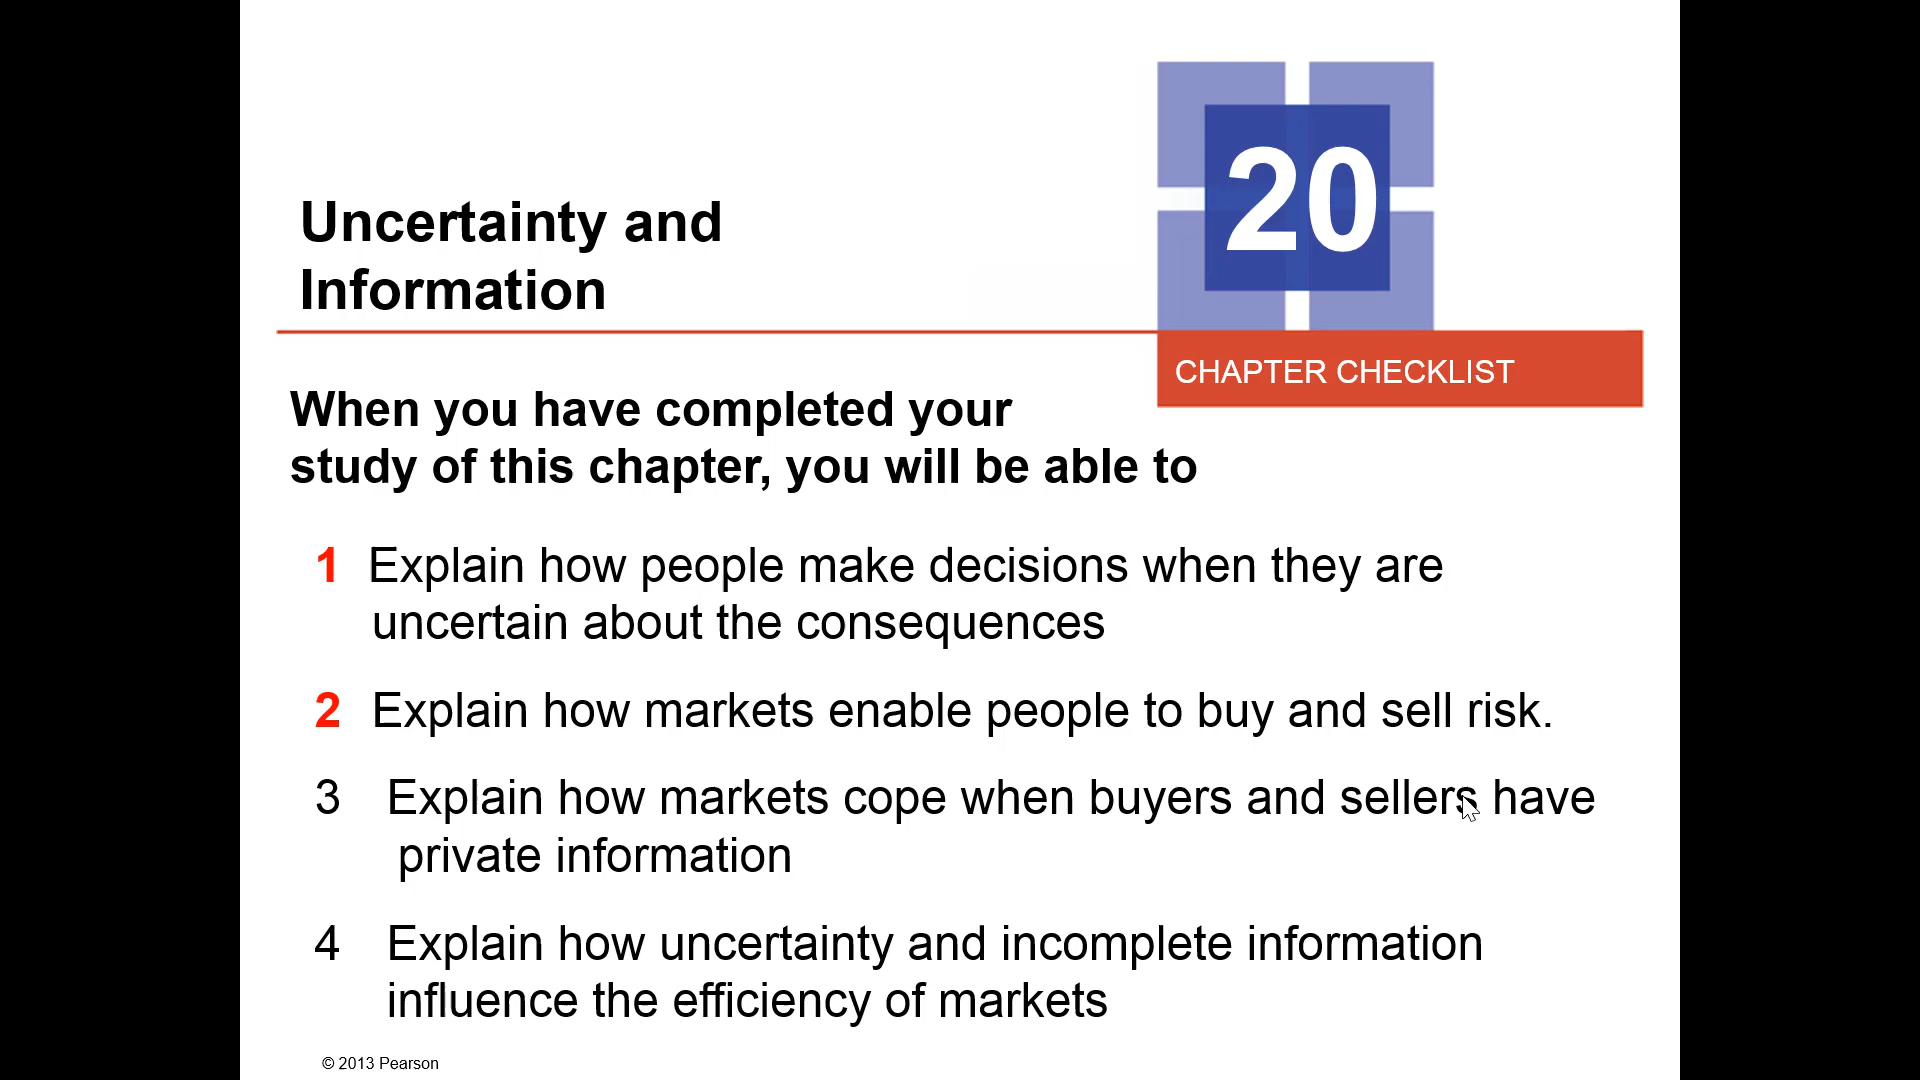 20
Uncertainty and
Information
CHAPTER CHECKLIST
When you have completed your
study of this chapter, you will be able to
1 Explain how people make decisions when they are
uncertain about the consequences
2 Explain how markets enable people to buy and sell risk.
3 Explain how markets cope when buyers and sellers have
private information
4 Explain how uncertainty and incomplete information
influence the efficiency of markets
© 2013 Pearson